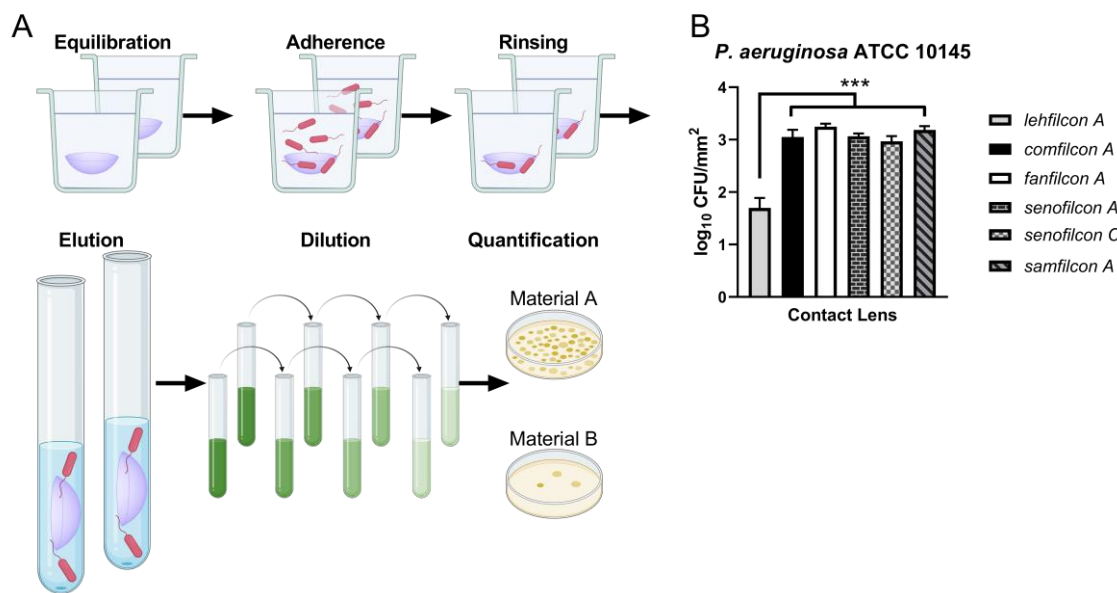 A
Equilibration
Adherence
Rinsing
Elution
Dilution
Quantification
Material A
Material B
B
P. aeruginosa ATCC 10145
***
log10 CFU/mm2
4
3
2
1
0
Contact Lens
lehfilcon A
comfilcon A
fanfilcon A
senofilcon A
senofilcon C
samfilcon A